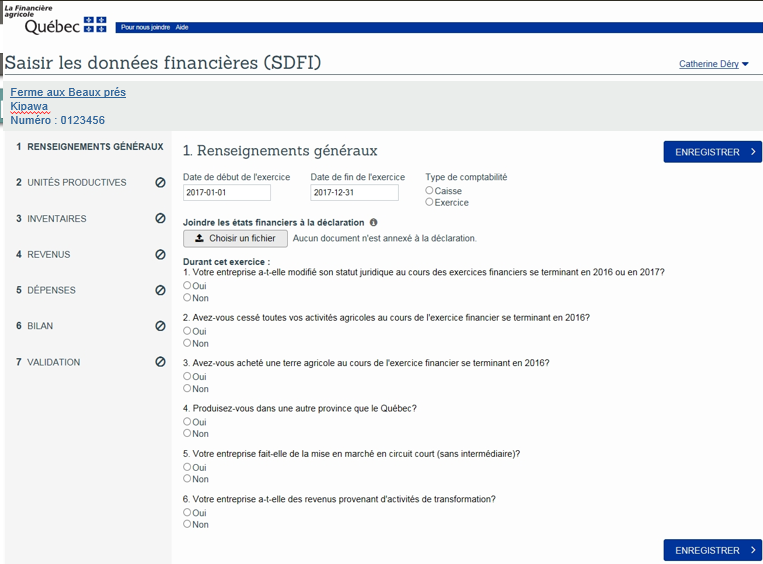 La Financière
agricole
Québec
Pour nous joindre Aide
Saisir les données financières (SDFI)
Catherine Déry
Ferme aux Beaux prés
Kipawa
Numéro : 0123456
1 RENSEIGNEMENTS GÉNÉRAUX
2 UNITÉS PRODUCTIVES
3 INVENTAIRES
4 REVENUS
5 DÉPENSES
6 BILAN
7 VALIDATION
1. Renseignements généraux
ENREGISTRER
Date de début de l'exercice
Date de fin de l'exercice
Type de comptabilité
2017-01-01
2017-12-31
Caisse
Exercice
Joindre les états financiers à la déclaration
Choisir un fichier
Aucun document n'est annexé à la déclaration.
Durant cet exercice :
1. Votre entreprise a-t-elle modifié son statut juridique au cours des exercices financiers se terminant en 2016 ou en 2017?
Oui
Non
2. Avez-vous cessé toutes vos activités agricoles au cours de l'exercice financier se terminant en 2016?
Oui
Non
3. Avez-vous acheté une terre agricole au cours de l'exercice financier se terminant en 2016?
Oui
Non
4. Produisez-vous dans une autre province que le Québec?
Oui
Non
5. Votre entreprise fait-elle de la mise en marché en circuit court (sans intermédiaire)?
Oui
Non
6. Votre entreprise a-t-elle des revenus provenant d'activités de transformation?
Oui
Non
ENREGISTRER